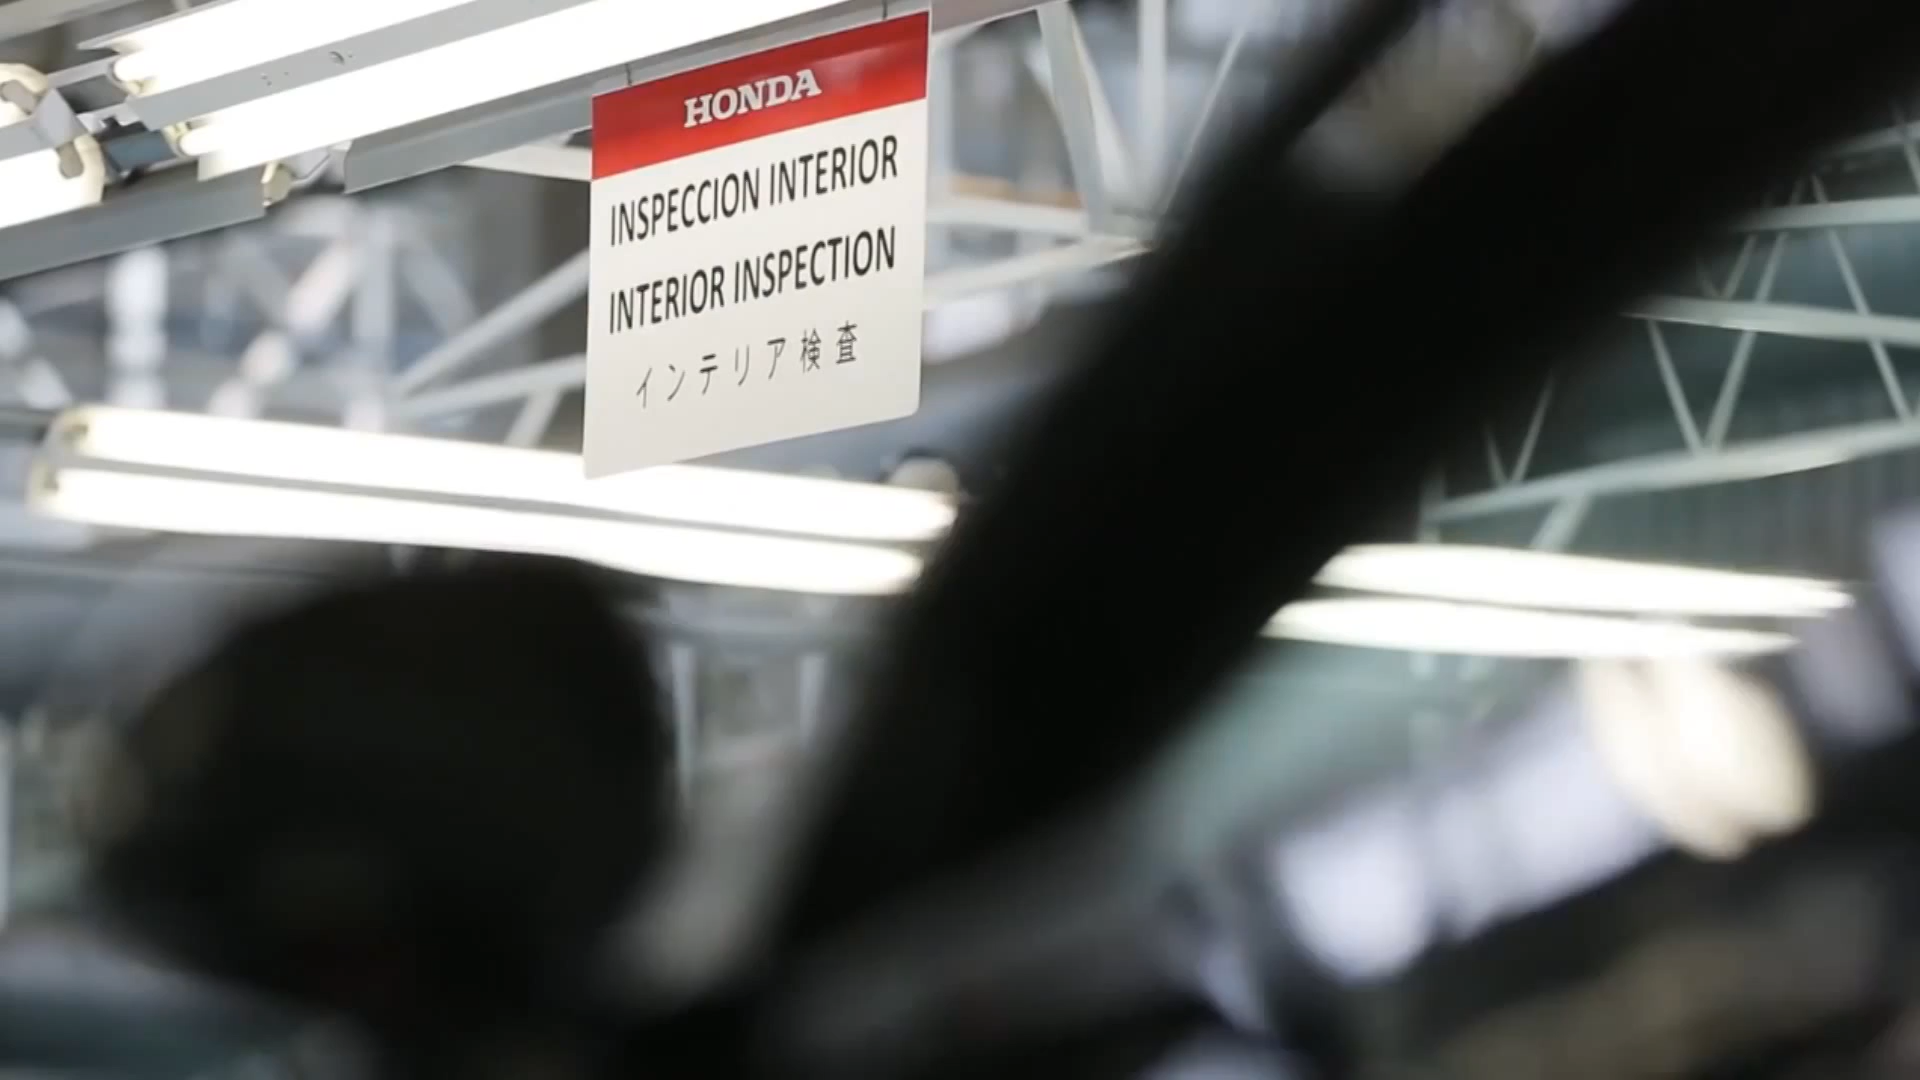 HONDA
INSPECCION INTERIOR
INTERIOR INSPECTION
インテリア検査